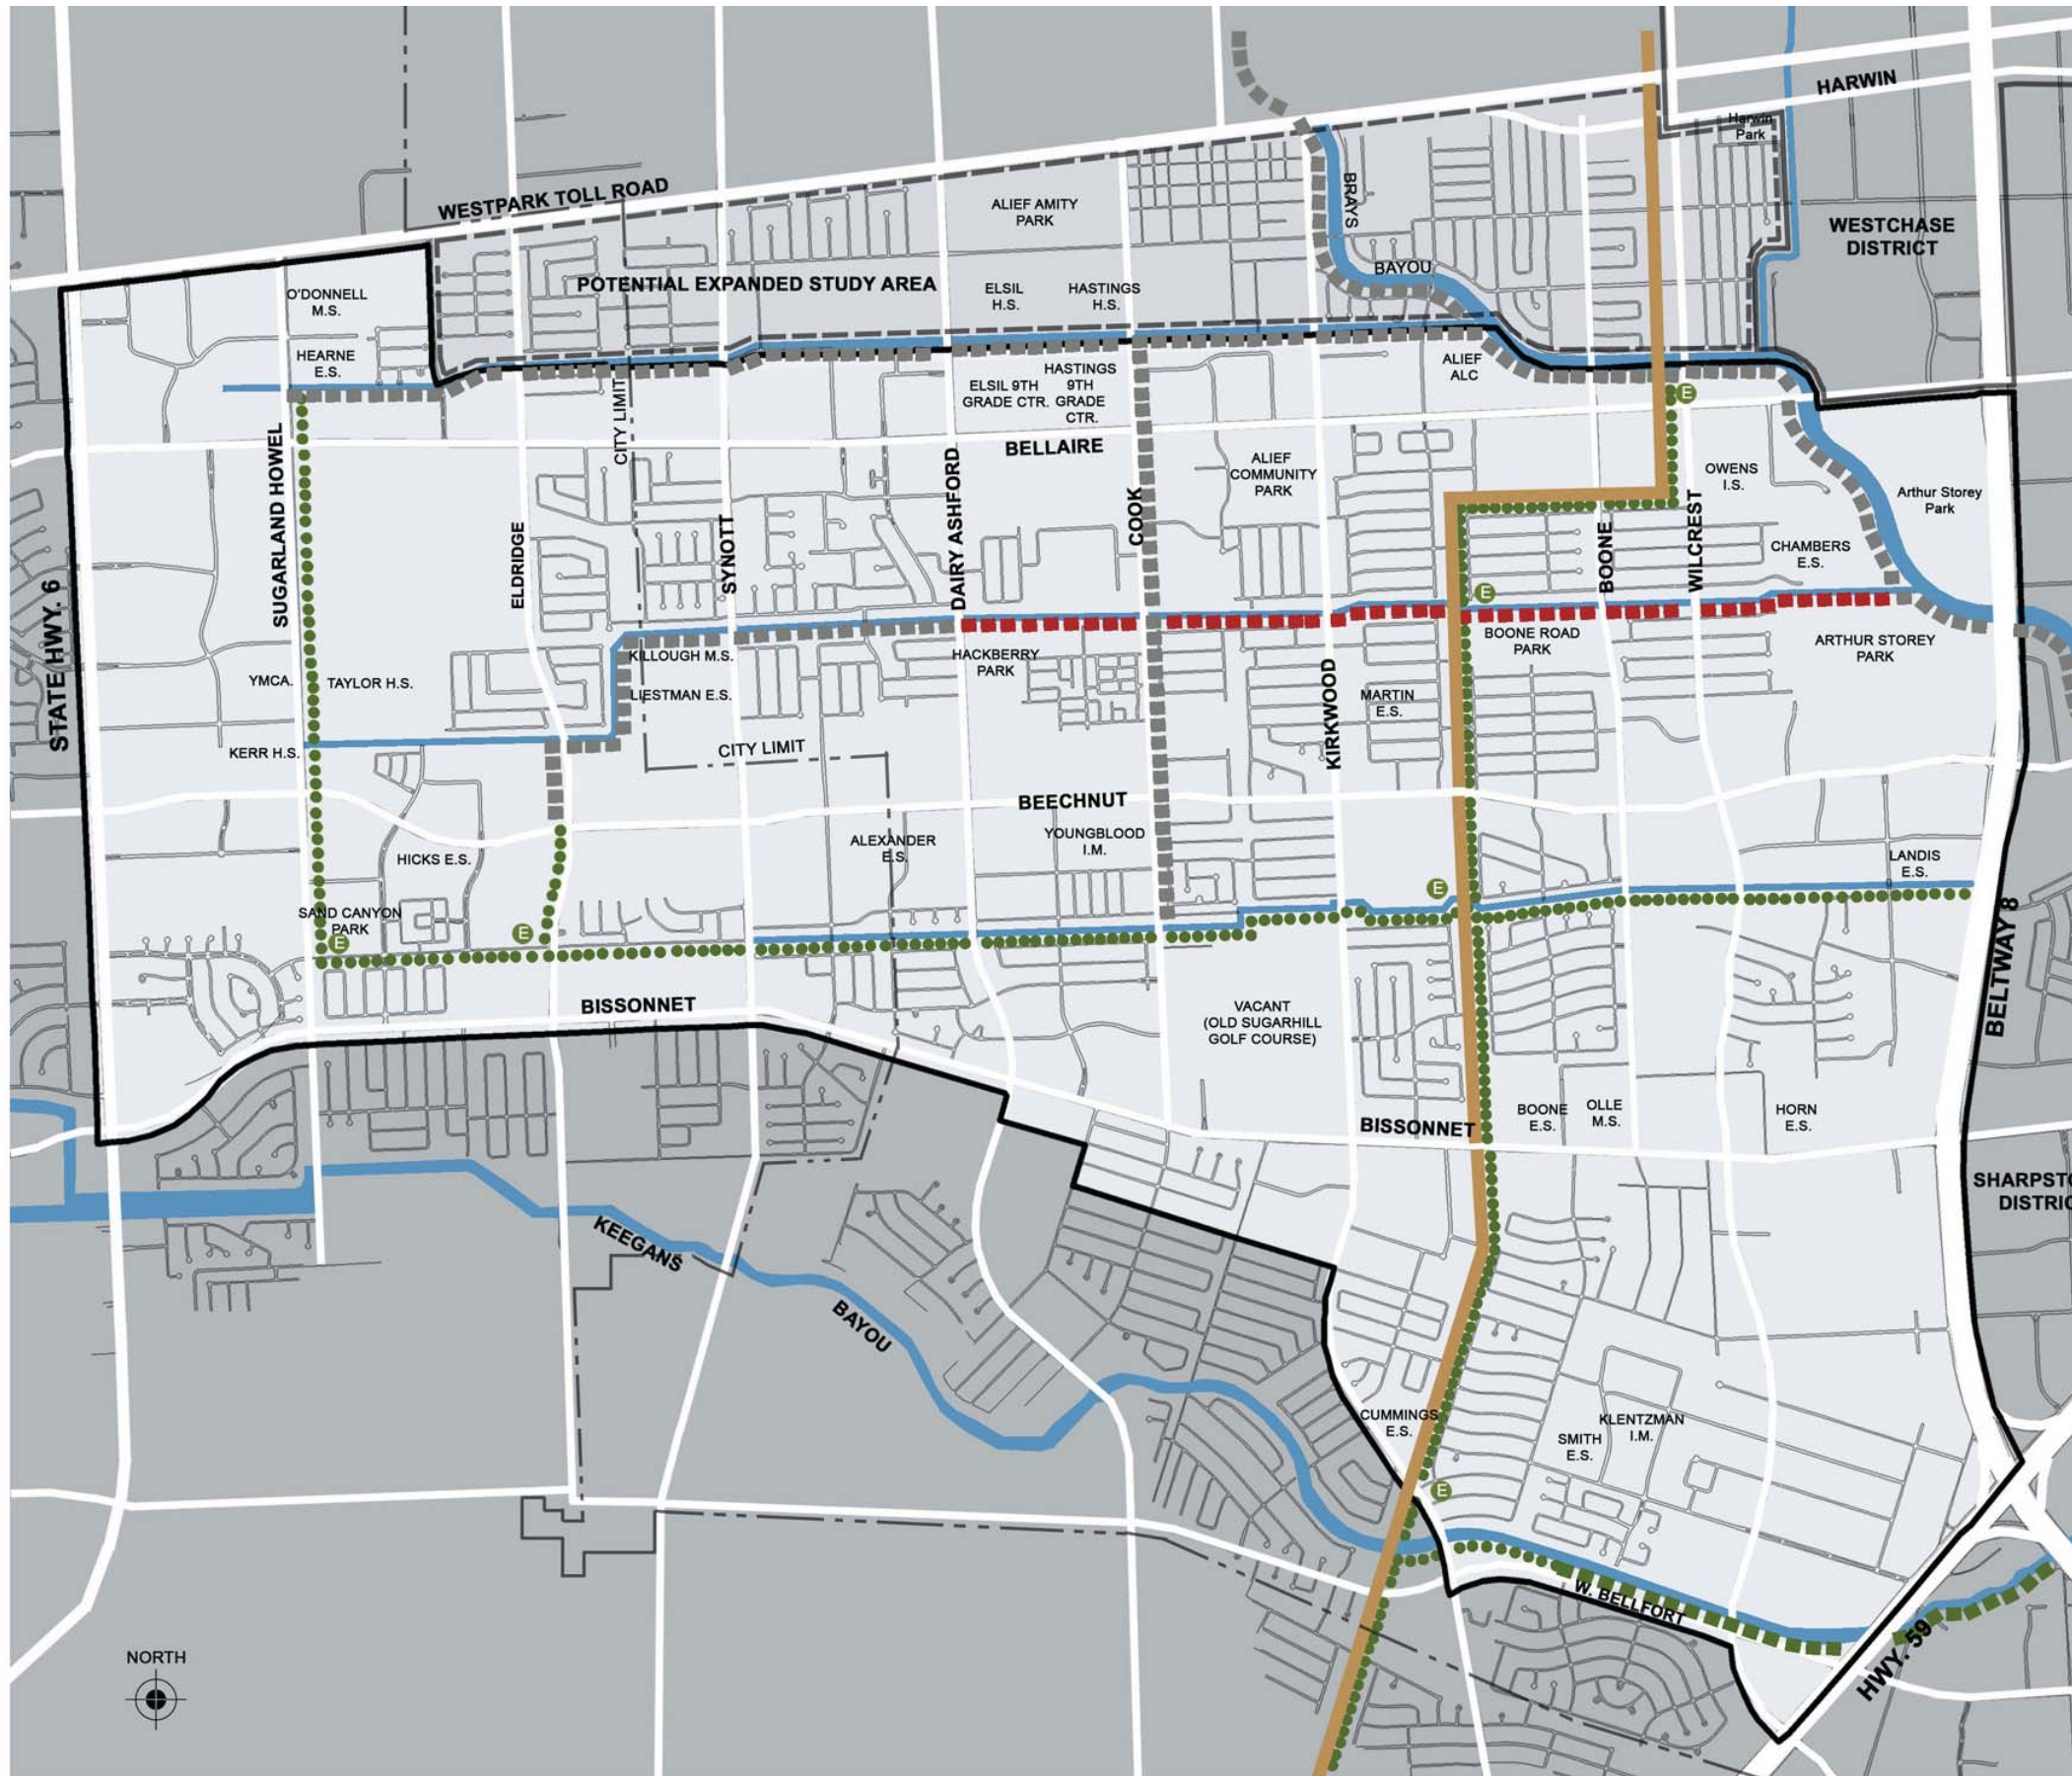 HARWIN
Harwin
Park
WESTPARK TOLL ROAD
BRAYS
ALIEF AMITY
PARK
WESTCHASE
DISTRICT
BAYOU
POTENTIAL EXPANDED STUDY AREA
O'DONNELL
M.S.
ELSIL
H.S.
HASTINGS
H.S.
HEARNE
E.S.
ALIEF
ALC
HASTINGS
9TH
GRADE
CTR.
ELSIL 9TH
GRADE CTR.
E
CITY LIMIT
SUGARLAND HOWEL
BELLAIRE
DAIRY ASHFORD
ALIEF
COMMUNITY
PARK
OWENS
I.S.
Arthur Storey
Park
COOK
ELDRIDGE
SYNOTT
BOONE
WILCREST
CHAMBERS
E.S.
E
STATE HWY. 6
BOONE ROAD
PARK
ARTHUR STOREY
PARK
KILLOUGH M.S.
HACKBERRY
PARK
YMCA.
TAYLOR H.S.
LIESTMAN E.S.
KIRKWOOD
MARTIN
E.S.
KERR H.S.
CITY LIMIT
BEECHNUT
ALEXANDER
E.S.
YOUNGBLOOD
I.M.
HICKS E.S.
LANDIS
E.S.
E
SAND CANYON
PARK
E
E
BELTWAY 8
BISSONNET
VACANT
(OLD SUGARHILL
GOLF COURSE)
BISSONNET
BOONE
E.S.
OLLE
M.S.
HORN
E.S.
SHARPST
DISTRIC
KEEGANS
BAYOU
CUMMINGS
E.S.
SMITH
E.S.
KLENTZMAN
I.M.
E
W. BELLFORT
HWY. 59
NORTH